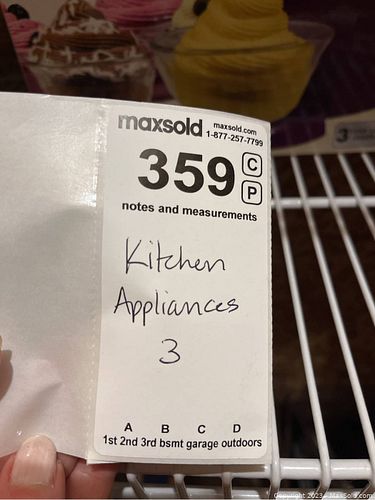 maxsold maxsold.com
1-877-257-7799
359 C
P
notes and measurements
Kitchen
Appliances
3
A B C D
1st 2nd 3rd bsmt garage outdoors
3
Copyright 2023 - MaxSold.com